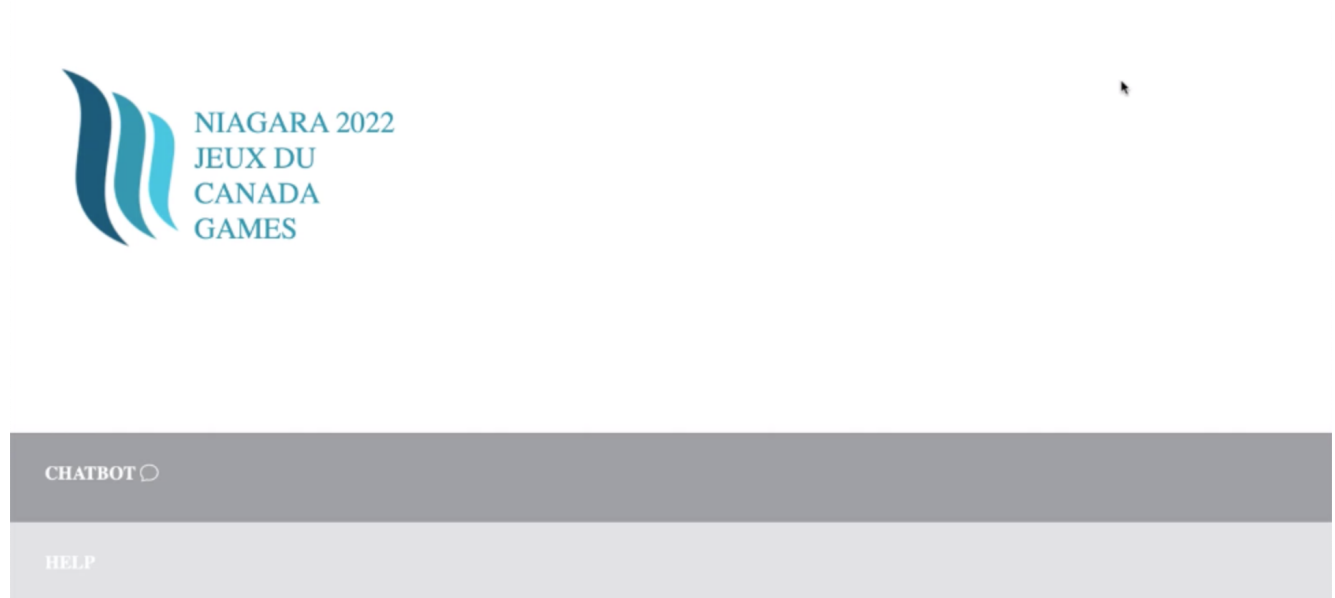 NIAGARA 2022
JEUX DU
CANADA
GAMES
CHATBOT
HELP